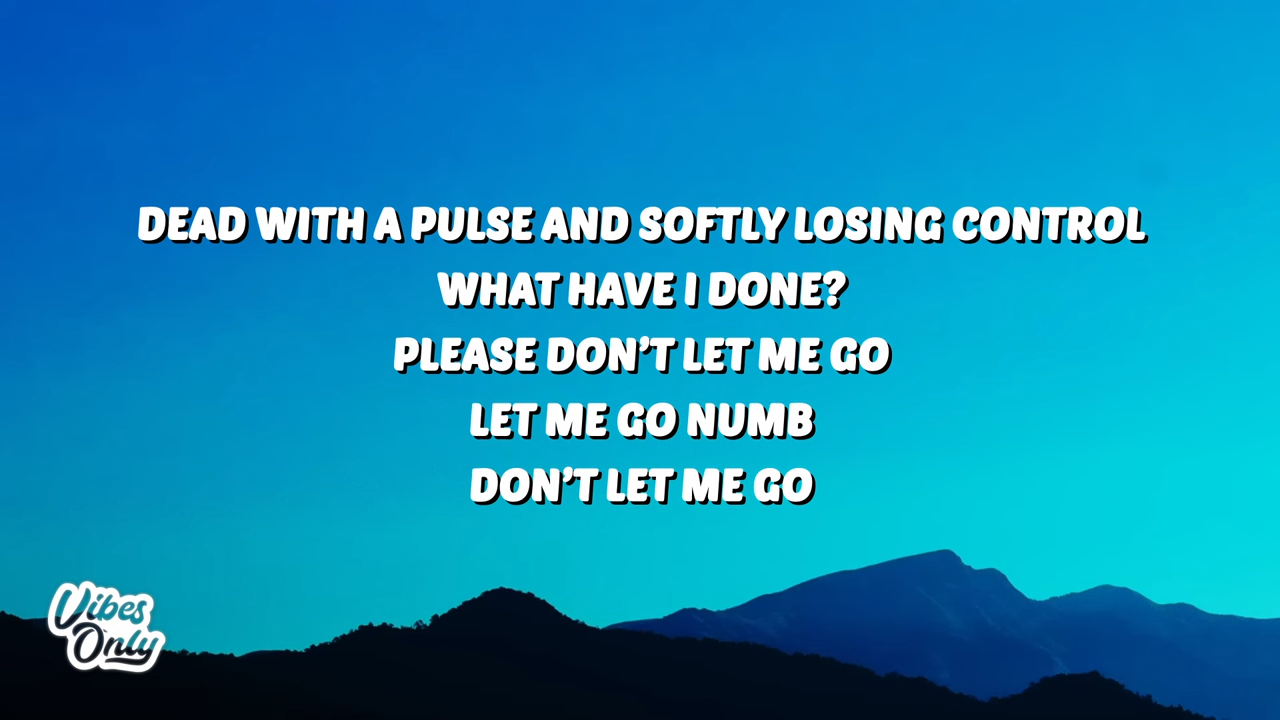 DEAD WITH A PULSE AND SOFTLY LOSING CONTROL
WHAT HAVE I DONE?
PLEASE DON'T LET ME GO
LET ME GO NUMB
DON'T LET ME GO
Vibes
Only